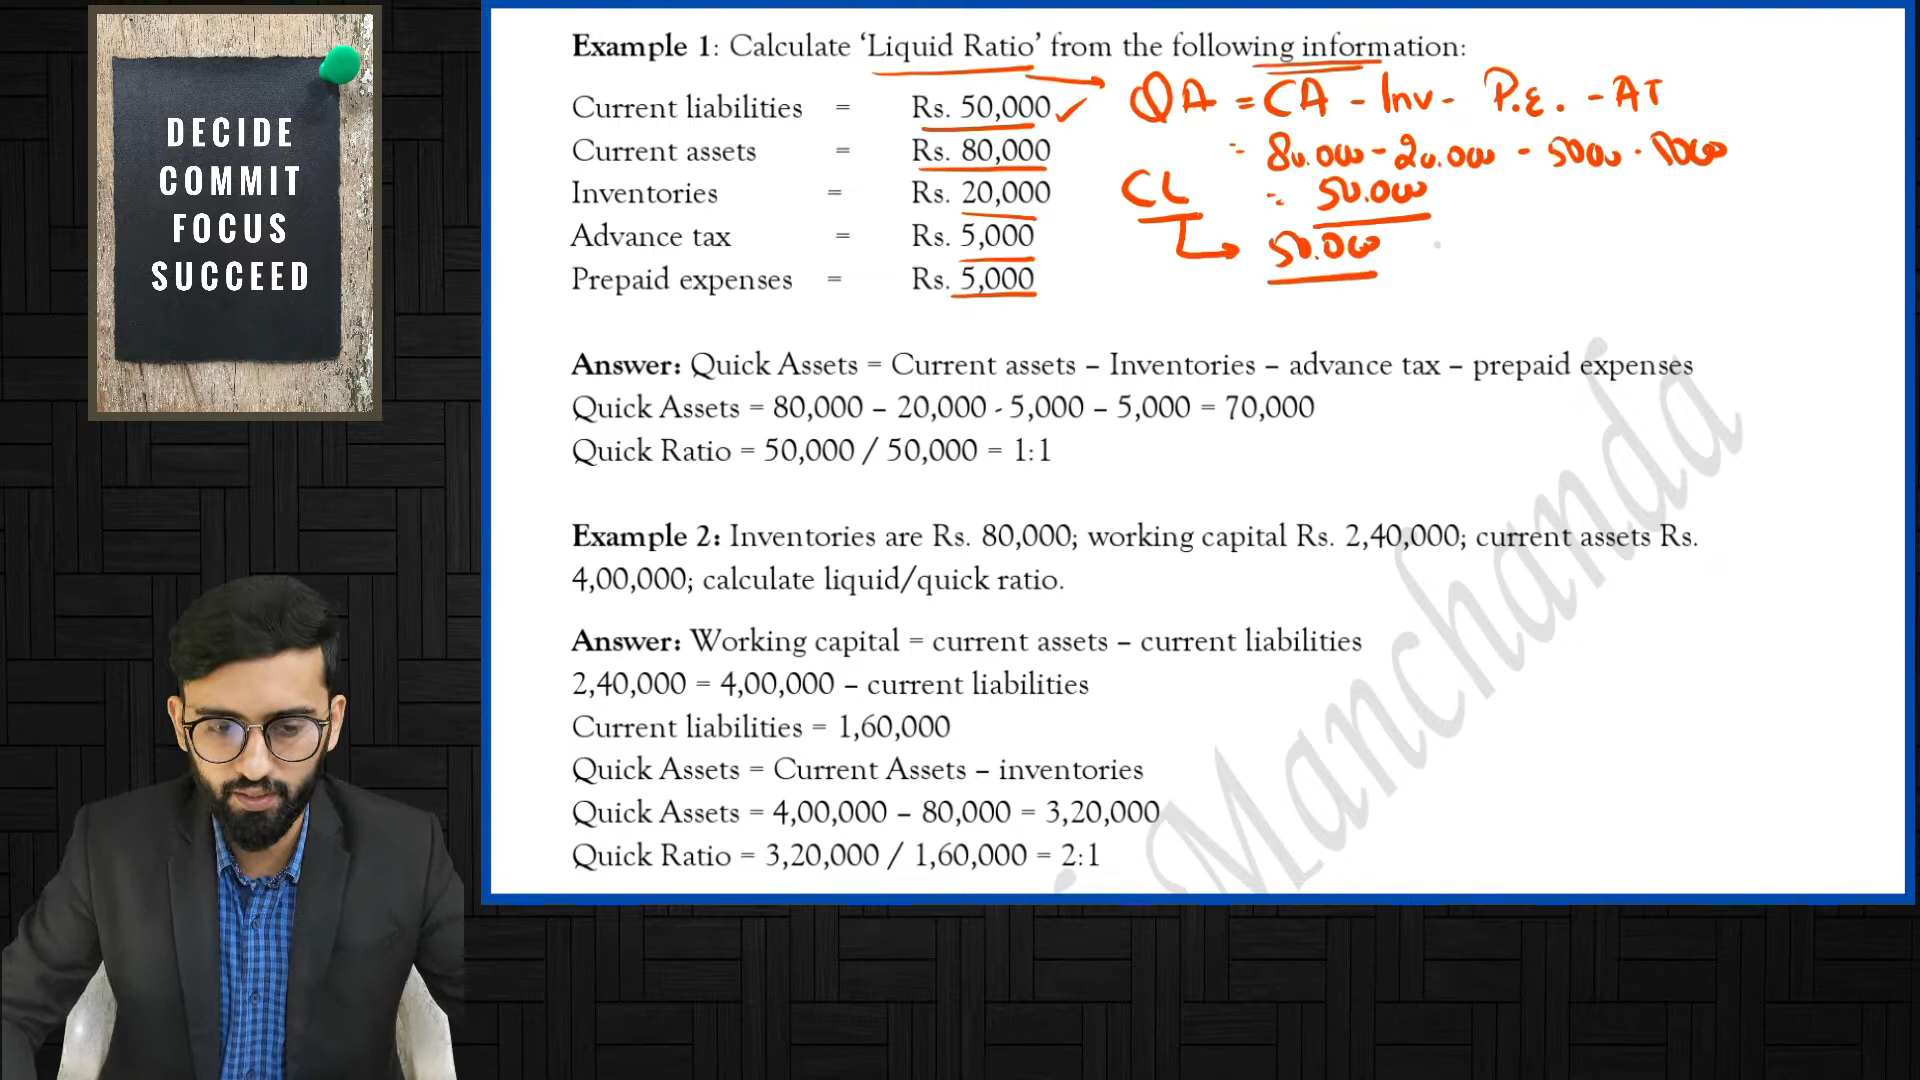 DECIDE
COMMIT
FOCUS
SUCCEED
Example 1: Calculate ‘Liquid Ratio’ from the following information:
Current liabilities = Rs. 50,000
Current assets = Rs. 80,000
Inventories = Rs. 20,000
Advance tax = Rs. 5,000
Prepaid expenses = Rs. 5,000
QA = CA - Inv - P.E. - AT
= 80.000 - 20.000 - 5000 - 5000
= 50.000
CL
50.000
Answer: Quick Assets = Current assets – Inventories – advance tax – prepaid expenses
Quick Assets = 80,000 – 20,000 - 5,000 – 5,000 = 70,000
Quick Ratio = 50,000 / 50,000 = 1:1
Example 2: Inventories are Rs. 80,000; working capital Rs. 2,40,000; current assets Rs.
4,00,000; calculate liquid/quick ratio.
Answer: Working capital = current assets – current liabilities
2,40,000 = 4,00,000 – current liabilities
Current liabilities = 1,60,000
Quick Assets = Current Assets – inventories
Quick Assets = 4,00,000 – 80,000 = 3,20,000
Quick Ratio = 3,20,000 / 1,60,000 = 2:1
Manchanda